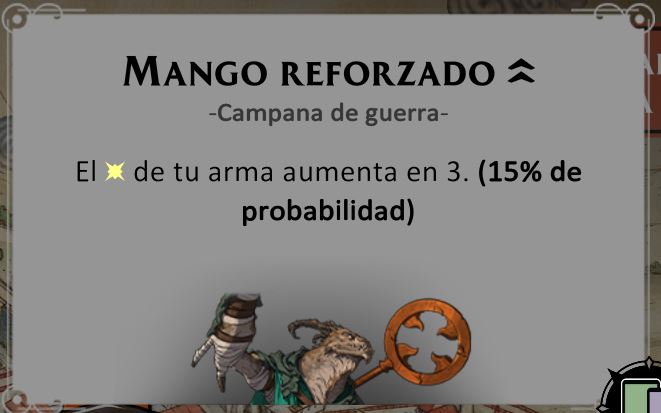 Mango reforzado
-Campana de guerra-
El de tu arma aumenta en 3. (15% de
probabilidad)